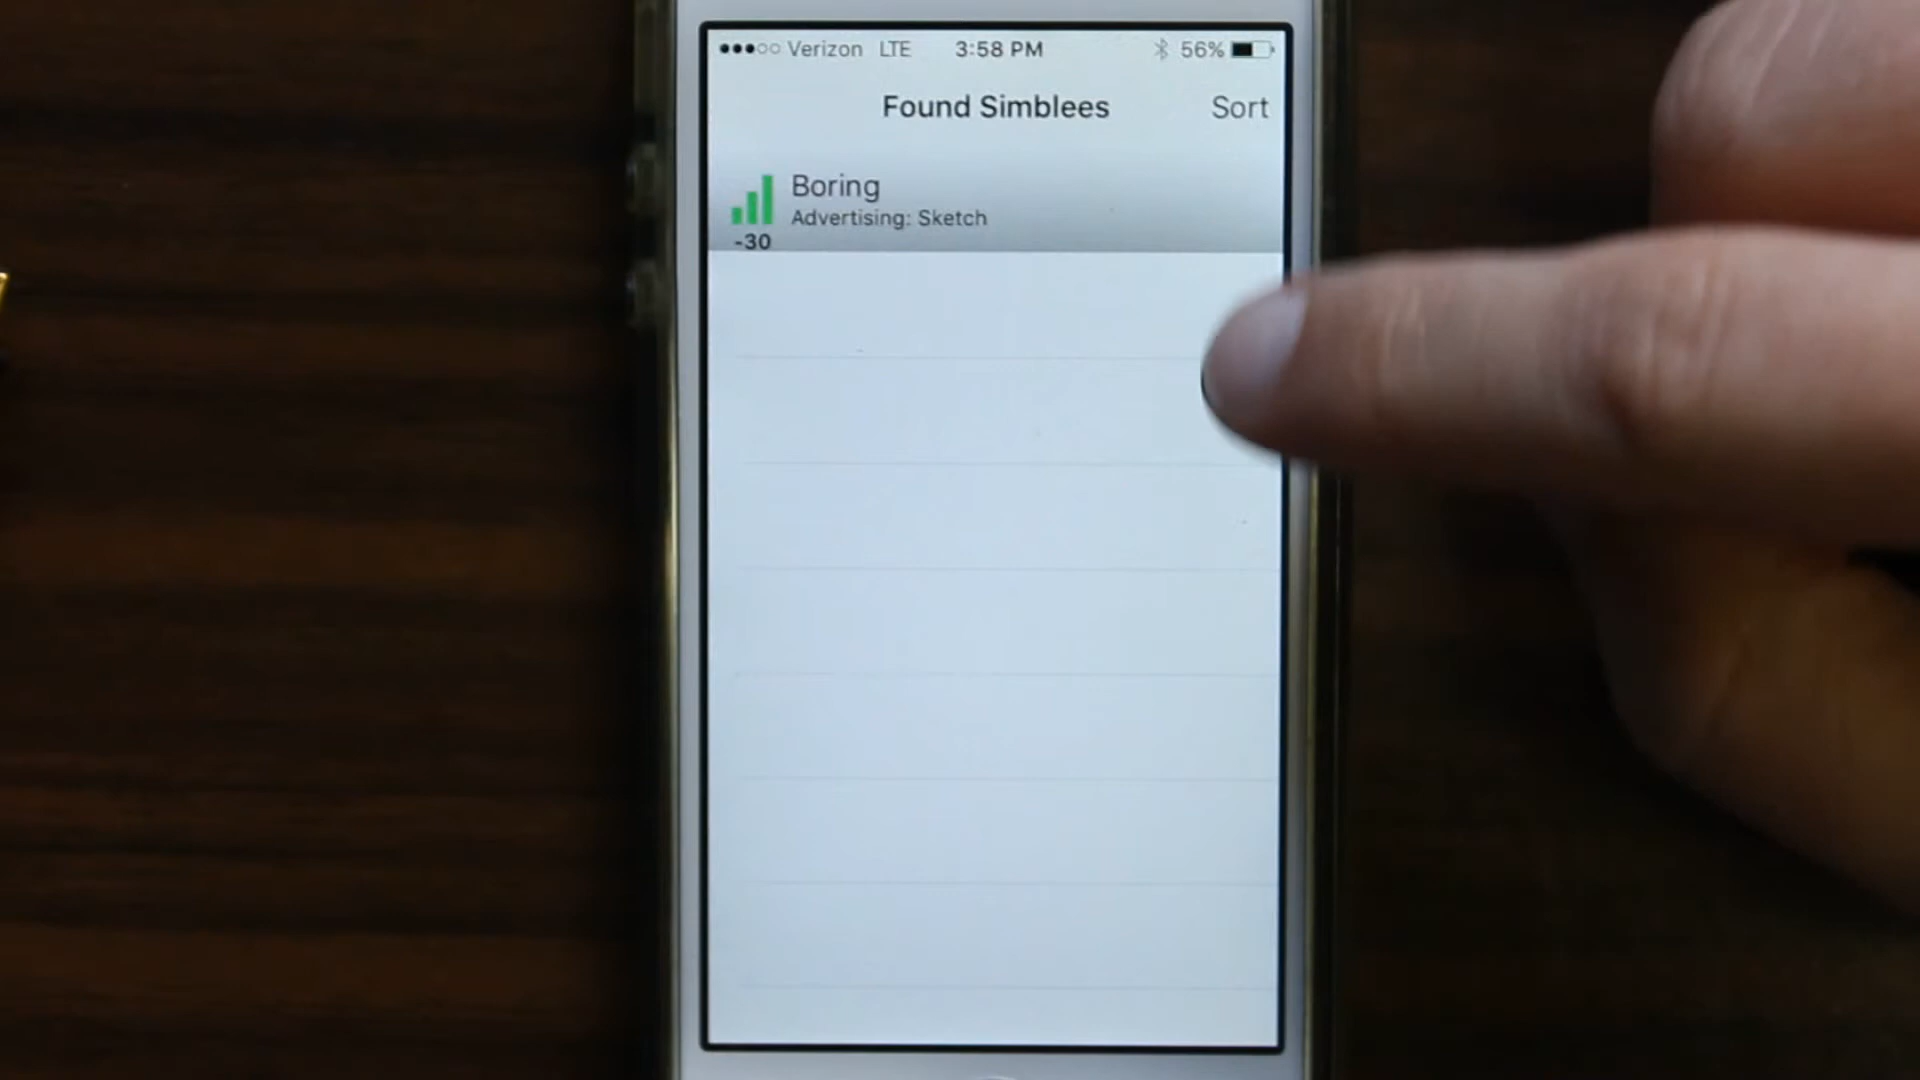 Verizon LTE 3:58 PM 56%
Found Simblees Sort
Boring
Advertising: Sketch
-30